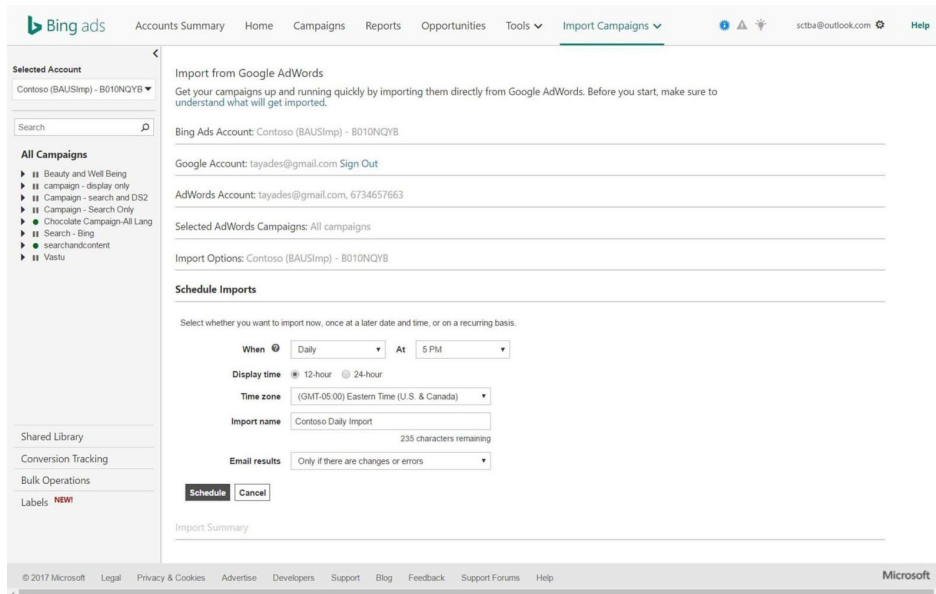 Bing ads
Accounts Summary Home Campaigns Reports Opportunities Tools Import Campaigns sctba@outlook.com Help
Selected Account
Contoso (BAUSImp) - B010NQYB
Search
All Campaigns
Beauty and Well Being
campaign - display only
Campaign - search and DS2
Campaign - Search Only
Chocolate Campaign-All Lang
Search - Bing
searchandcontent
Vastu
Shared Library
Conversion Tracking
Bulk Operations
Labels NEW!
Import from Google AdWords
Get your campaigns up and running quickly by importing them directly from Google AdWords. Before you start, make sure to
understand what will get imported.
Bing Ads Account: Contoso (BAUSImp) - B010NQYB
Google Account: tayades@gmail.com Sign Out
AdWords Account: tayades@gmail.com, 6734657663
Selected AdWords Campaigns: All campaigns
Import Options: Contoso (BAUSImp) - B010NQYB
Schedule Imports
Select whether you want to import now, once at a later date and time, or on a recurring basis.
When Daily At 5 PM
Display time 12-hour 24-hour
Time zone (GMT-05:00) Eastern Time (U.S. & Canada)
Import name Contoso Daily Import
235 characters remaining
Email results Only if there are changes or errors
Schedule Cancel
Import Summary
© 2017 Microsoft Legal Privacy & Cookies Advertise Developers Support Blog Feedback Support Forums Help Microsoft